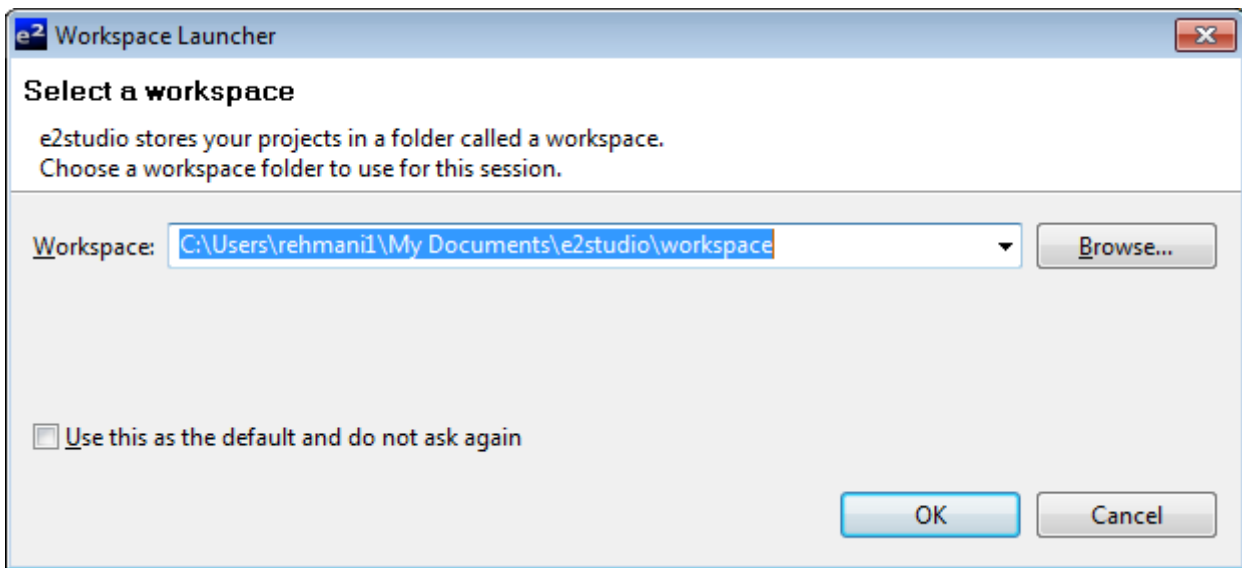 e² Workspace Launcher
Select a workspace
e2studio stores your projects in a folder called a workspace.
Choose a workspace folder to use for this session.
Workspace: C:\Users\rehmani1\My Documents\e2studio\workspace Browse...
Use this as the default and do not ask again
OK Cancel